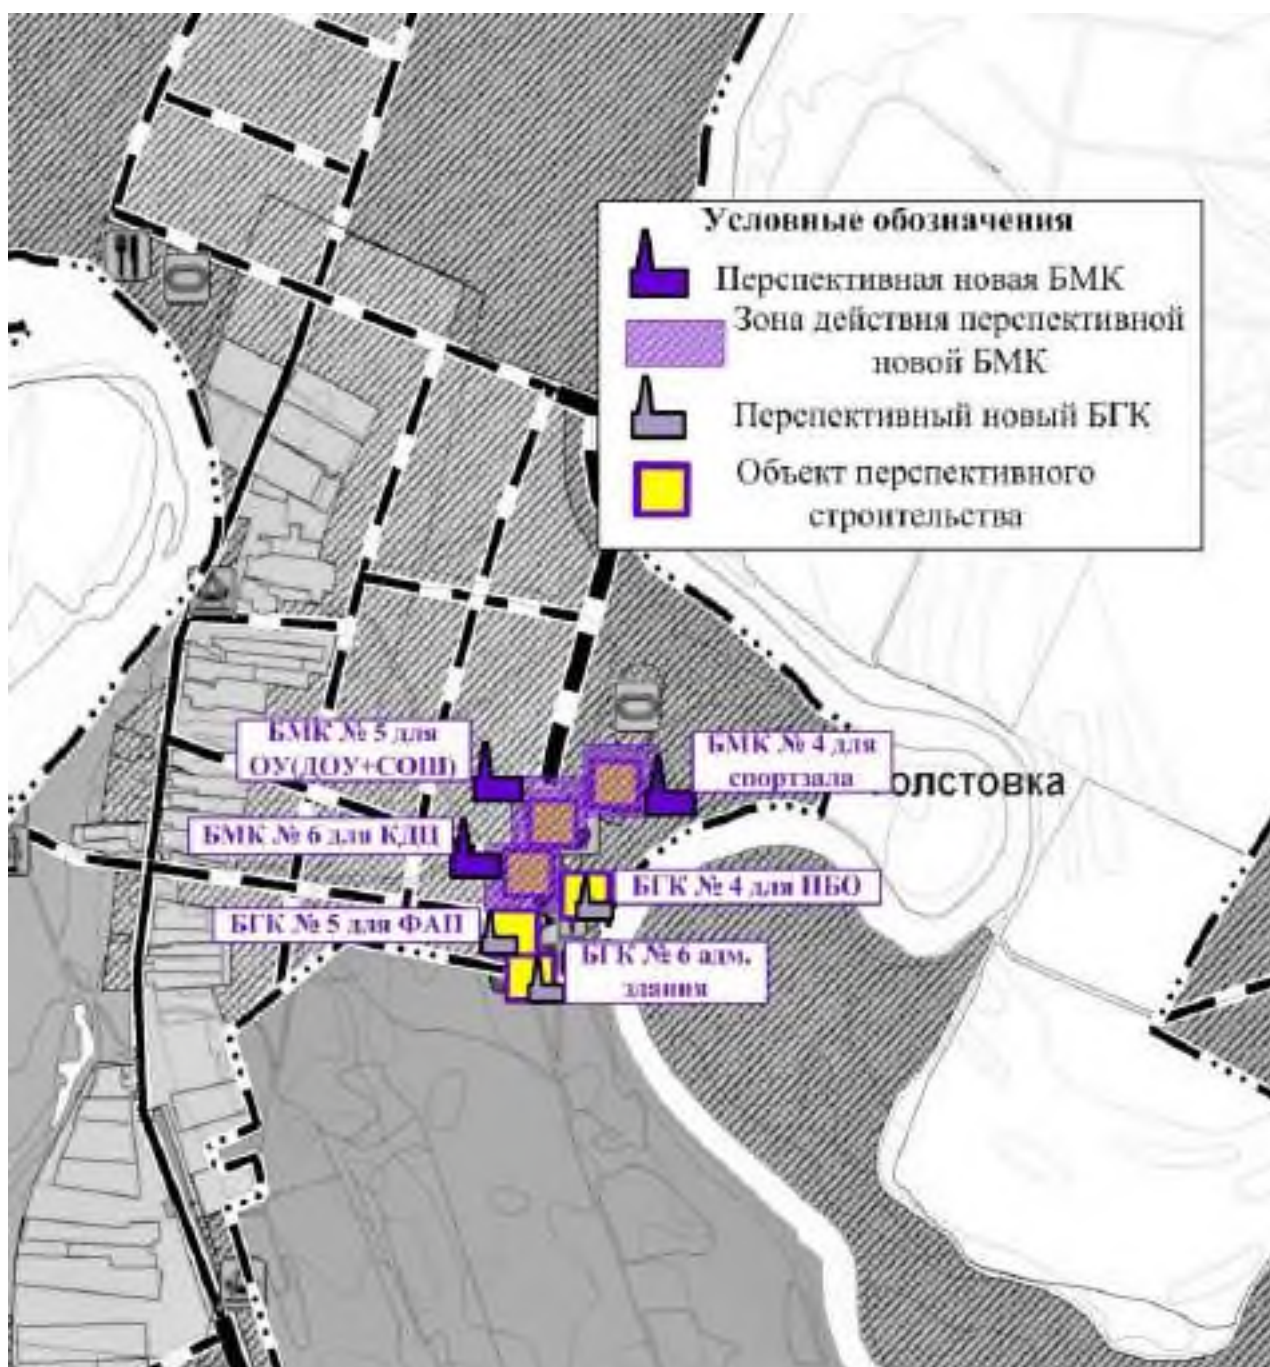 Условные обозначения
Перспективная новая БМК
Зона действия перспективной
новой БМК
Перспективный новый БГК
Объект перспективного
строительства
БМК № 5 для
ОУ(ДОУ+СОШ)
БМК № 4 для
спортзала
олстовка
БМК № 6 для КДЦ
БГК № 4 для ПБО
БГК № 5 для ФАП
БГК № 6 адм.
здания